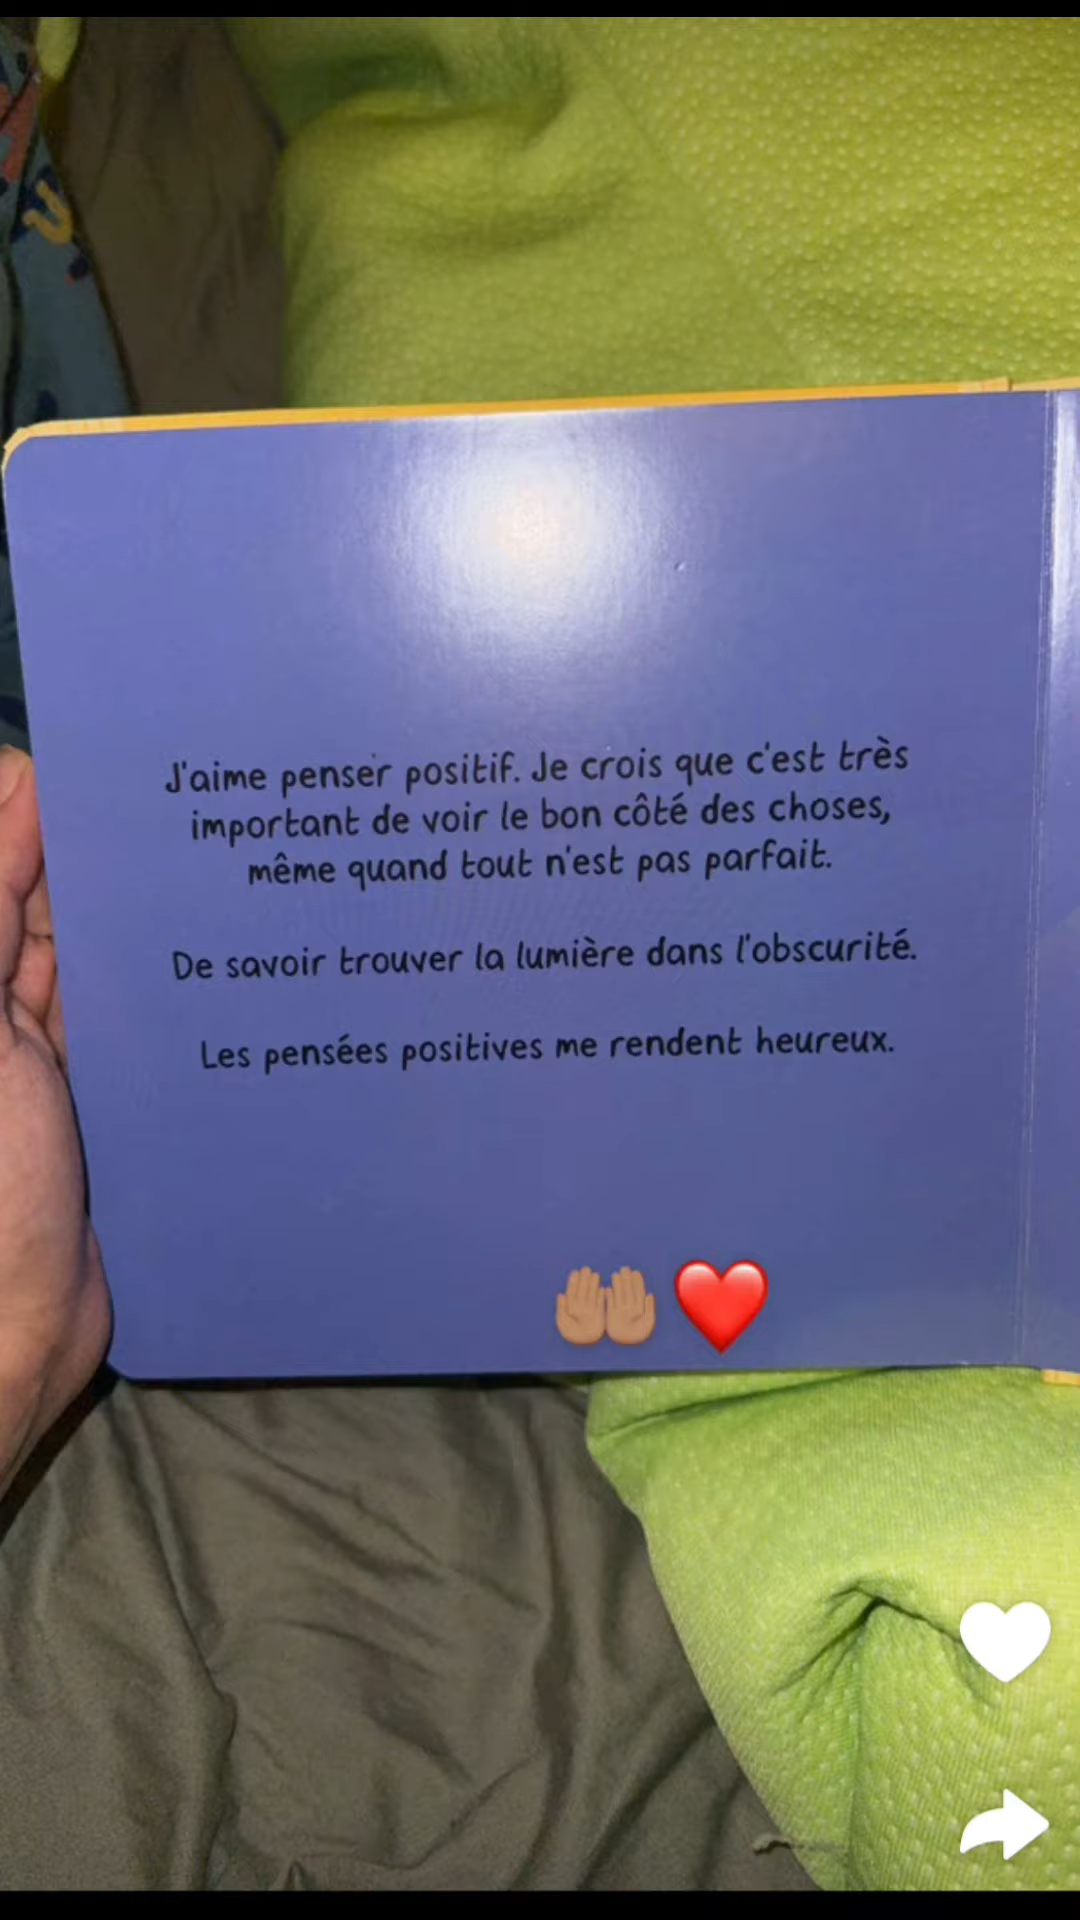 J'aime penser positif. Je crois que c'est très
important de voir le bon côté des choses,
même quand tout n'est pas parfait.
De savoir trouver la lumière dans l'obscurité.
Les pensées positives me rendent heureux.